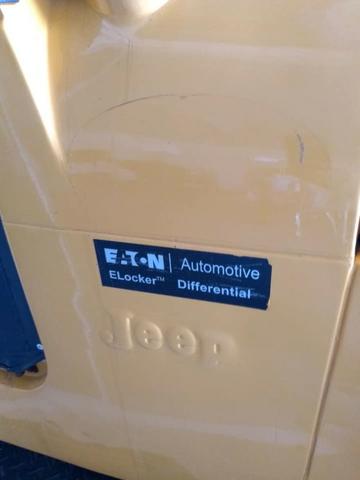 EATON Automotive
ELocker™ Differential
Jeep